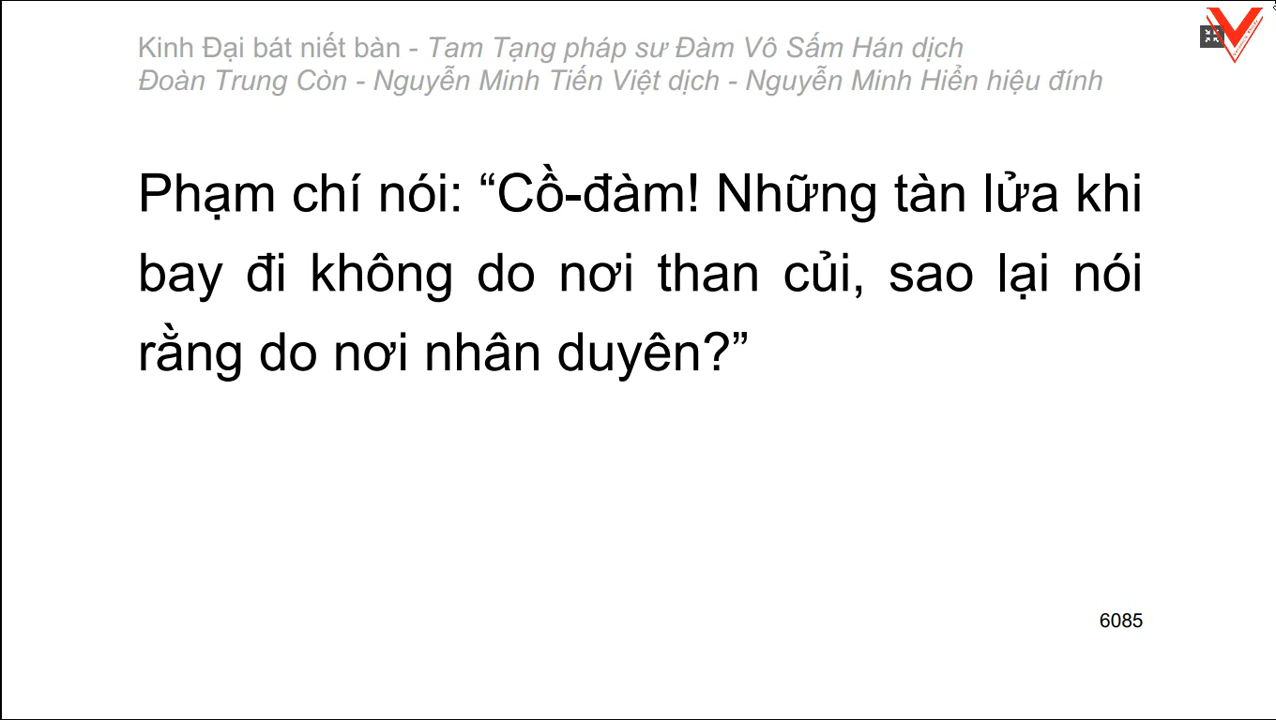 Kinh Đại bát niết bàn - Tam Tạng pháp sư Đàm Vô Sấm Hán dịch
Đoàn Trung Còn - Nguyễn Minh Tiến Việt dịch - Nguyễn Minh Hiển hiệu đính
Phạm chí nói: “Cồ-đàm! Những tàn lửa khi
bay đi không do nơi than củi, sao lại nói
rằng do nơi nhân duyên?”
6085